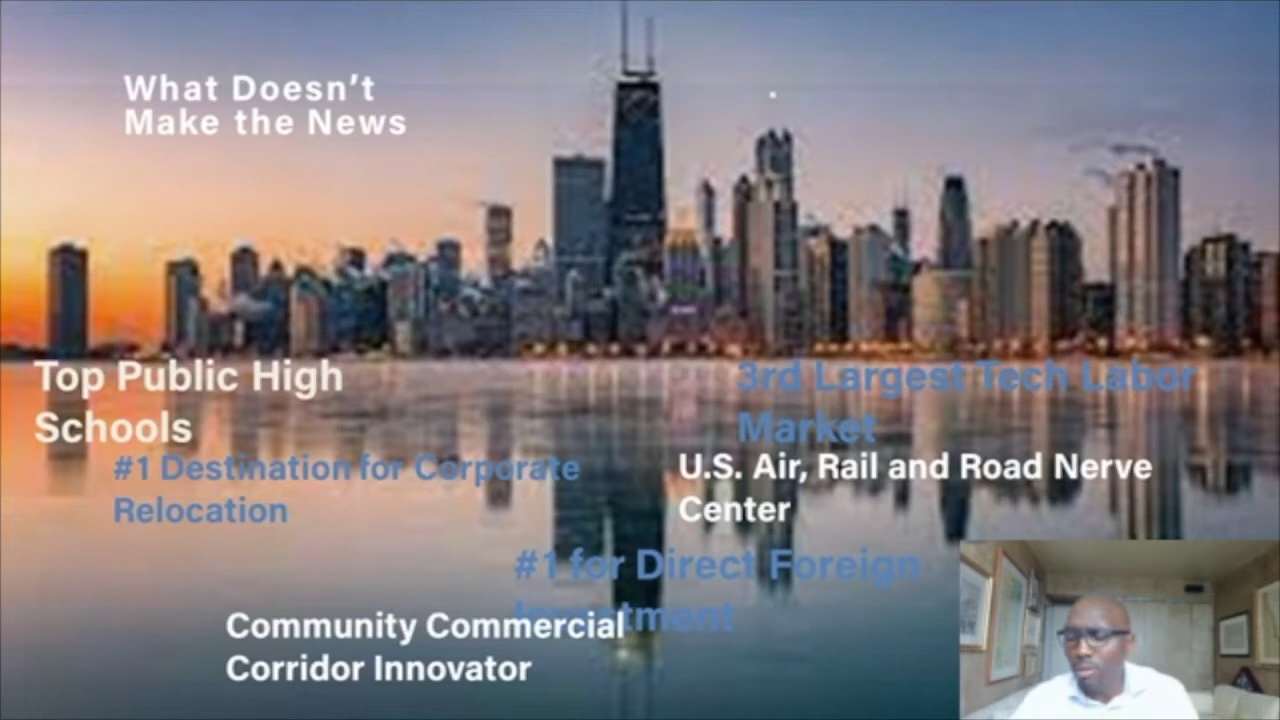 What Doesn't
Make the News
Top Public High
Schools
3rd Largest Tech Labor
Market
#1 Destination for Corporate
Relocation
U.S. Air, Rail and Road Nerve
Center
#1 for Direct Foreign
Investment
Community Commercial
Corridor Innovator